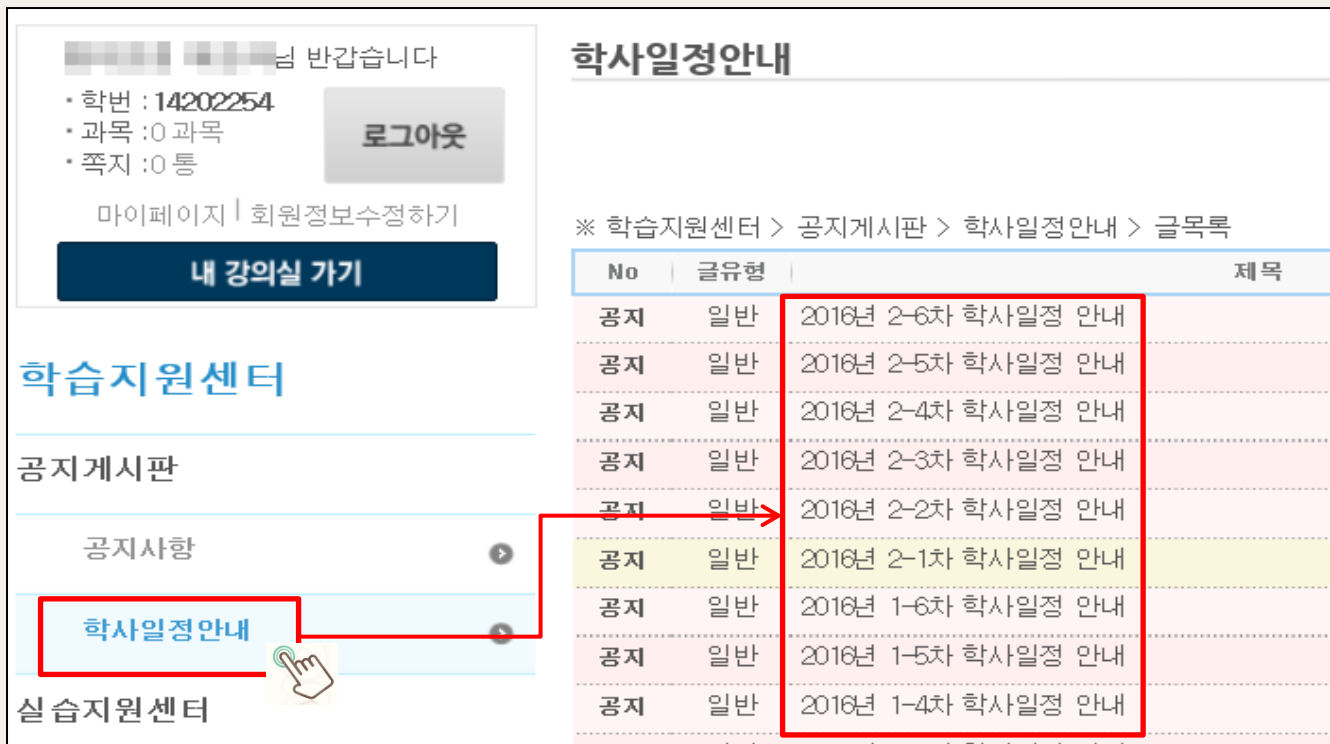 님 반갑습니다
· 학번 : 14202254
· 과목 :0 과목
· 쪽지 :0 통
로그아웃
마이페이지 | 회원정보수정하기
내 강의실 가기
학습지원센터
공지게시판
공지사항
학사일정안내
실습지원센터
학사일정안내
※ 학습지원센터 > 공지게시판 > 학사일정안내 > 글목록
No 글유형 제목
공지 일반 2016년 2-6차 학사일정 안내
공지 일반 2016년 2-5차 학사일정 안내
공지 일반 2016년 2-4차 학사일정 안내
공지 일반 2016년 2-3차 학사일정 안내
공지 일반 2016년 2-2차 학사일정 안내
공지 일반 2016년 2-1차 학사일정 안내
공지 일반 2016년 1-6차 학사일정 안내
공지 일반 2016년 1-5차 학사일정 안내
공지 일반 2016년 1-4차 학사일정 안내